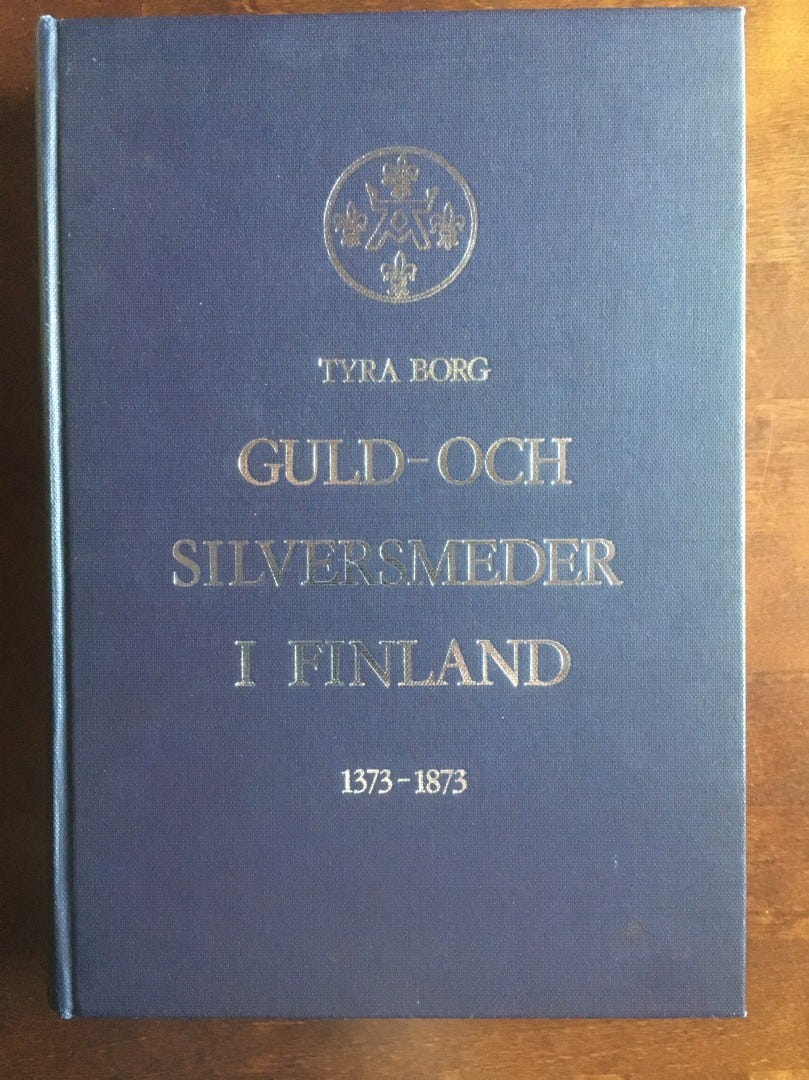 TYRA BORG
GULD-OCH
SILVERSMEDER
I FINLAND
1373-1873